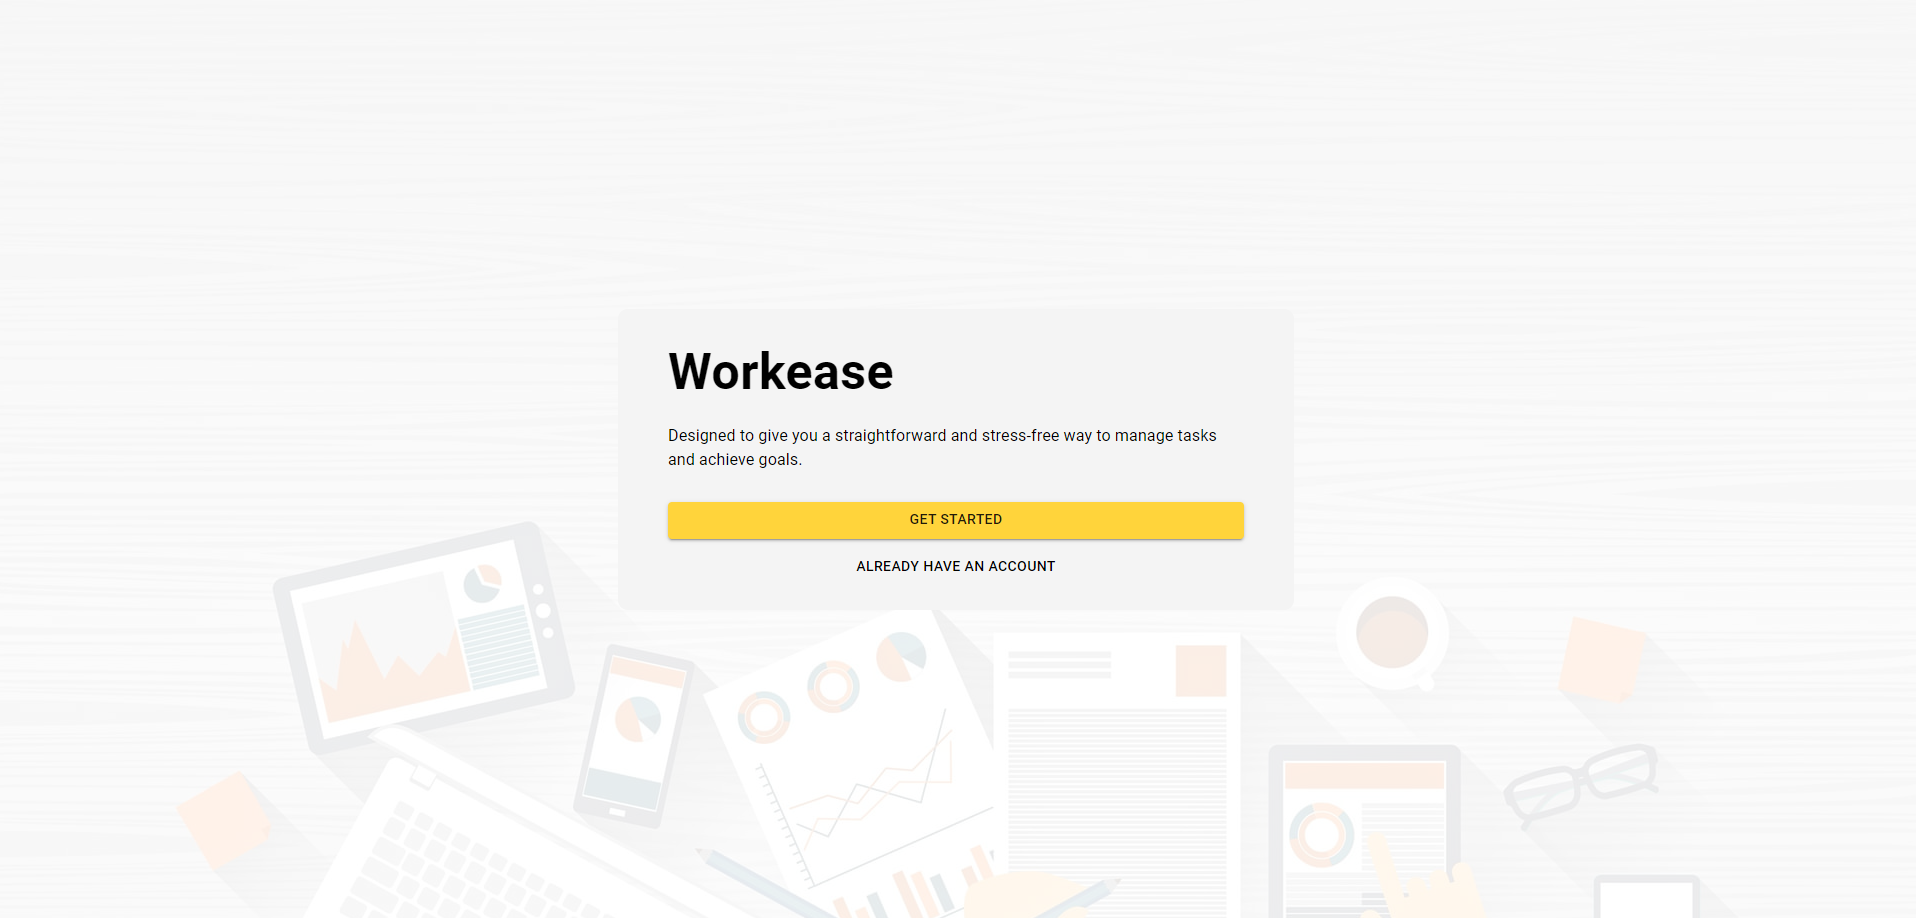 Workease
Designed to give you a straightforward and stress-free way to manage tasks
and achieve goals.
GET STARTED
ALREADY HAVE AN ACCOUNT